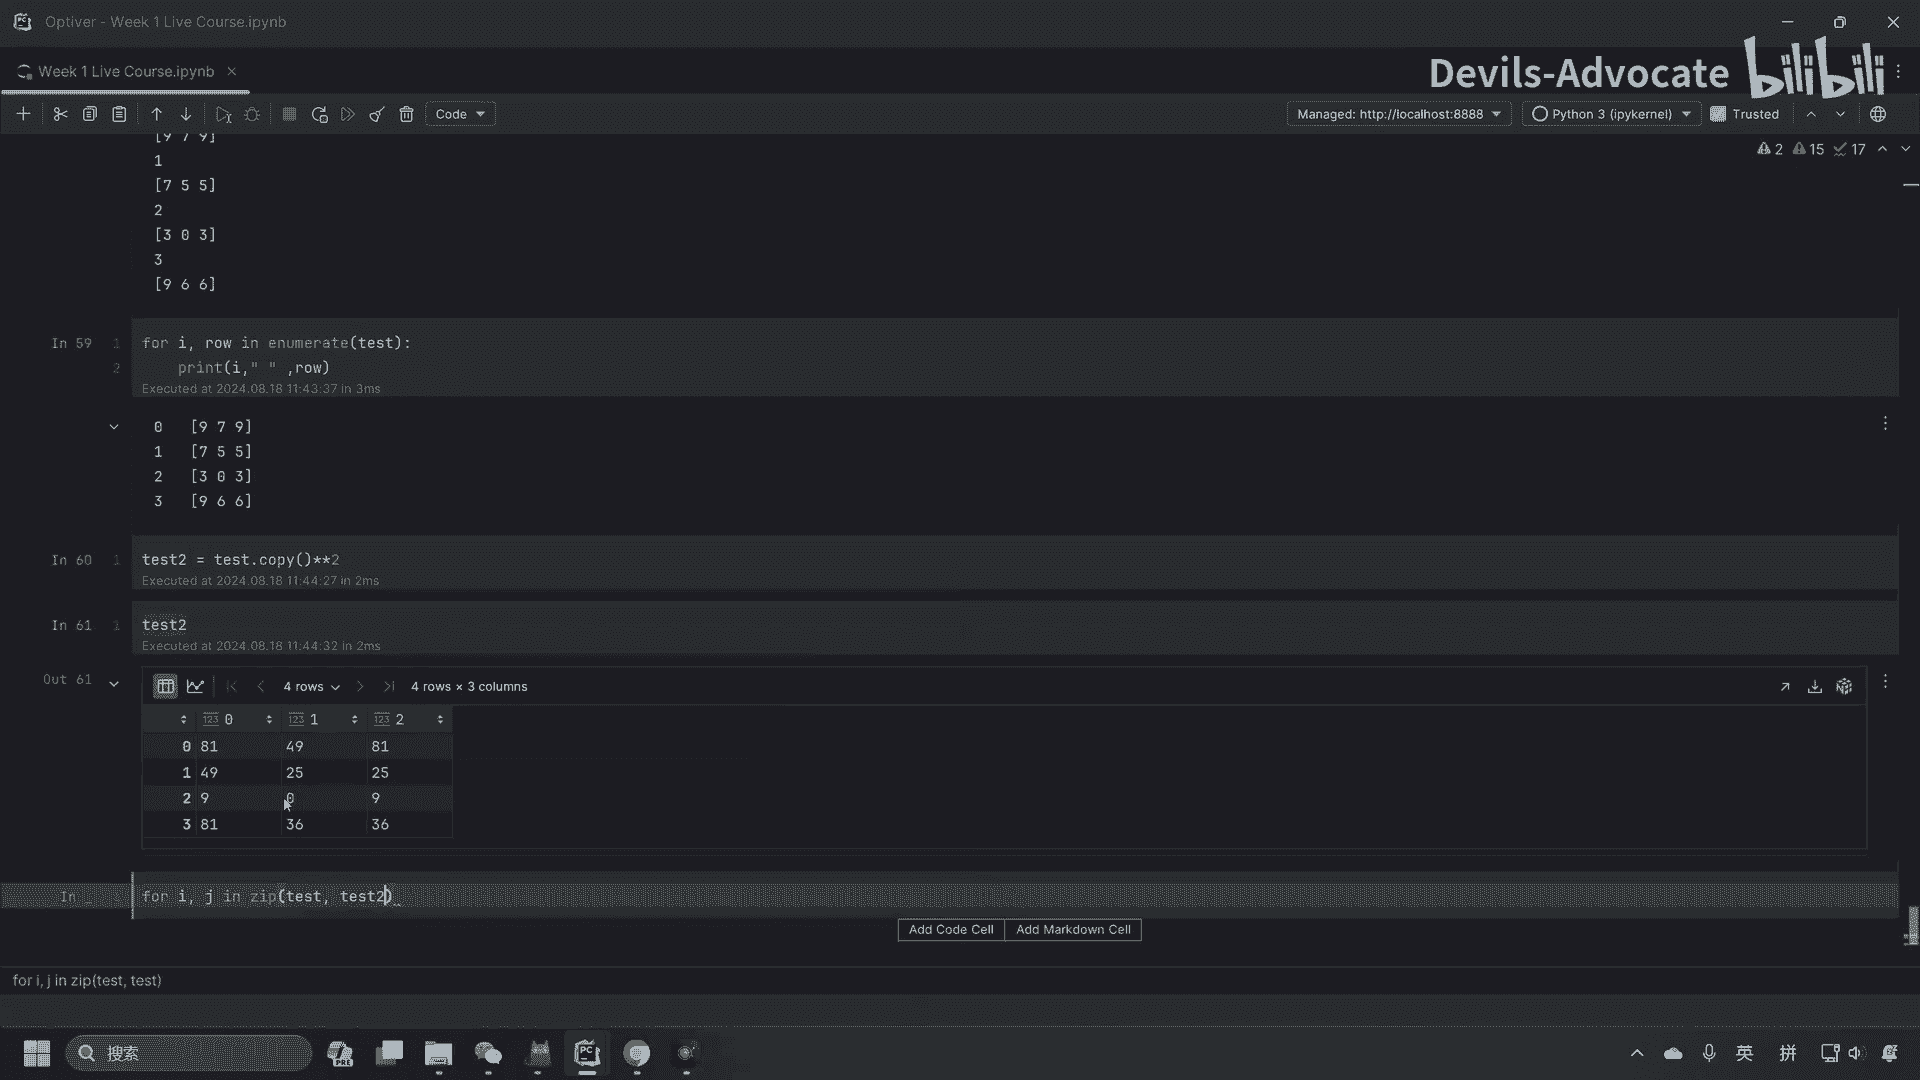 Optiver - Week 1 Live Course.ipynb
Week 1 Live Course.ipynb
Devils-Advocate bilibili
Code
Managed: http://localhost:8888
Python 3 (ipykernel)
Trusted
2 15 17
[9 7 9]
1
[7 5 5]
2
[3 0 3]
3
[9 6 6]
In 59
1 for i, row in enumerate(test):
2 print(i," " ,row)
Executed at 2024.08.18 11:43:37 in 3ms
0 [9 7 9]
1 [7 5 5]
2 [3 0 3]
3 [9 6 6]
In 60 1 test2 = test.copy()**2
Executed at 2024.08.18 11:44:27 in 2ms
In 61 1 test2
Executed at 2024.08.18 11:44:32 in 2ms
Out 61
4 rows 4 rows × 3 columns
123 0 123 1 123 2
0 81 49 81
1 49 25 25
2 9 0 9
3 81 36 36
In _ for i, j in zip(test, test2)
Add Code Cell Add Markdown Cell
for i, j in zip(test, test)
搜索
PRE
PC
英 拼